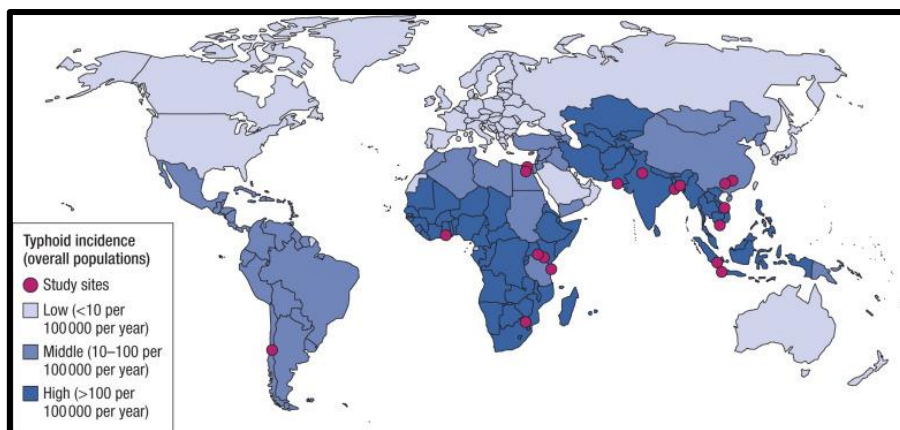 Typhoid incidence
(overall populations)
Study sites
Low (<10 per
100 000 per year)
Middle (10–100 per
100 000 per year)
High (>100 per
100 000 per year)